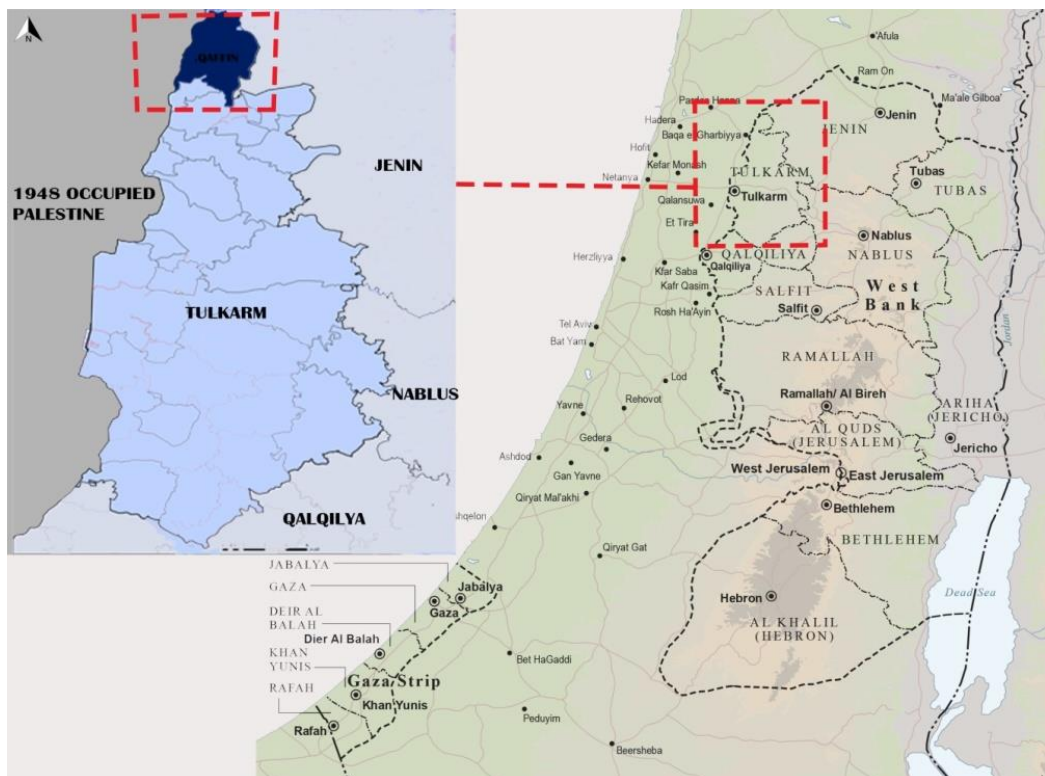 N
QAFFIN
JENIN
1948 OCCUPIED
PALESTINE
TULKARM
NABLUS
QALQILYA
'Afula
Ram On
Ma'ale Gilboa'
Pardes Hanna
Hadera
Jenin
JENIN
Baqa el Gharbiyya
Hofit
Kefar Monash
TULKARM
Netanya
Tulkarm
Tubas
TUBAS
Qalansuwa
Et Tira
Nablus
NABLUS
Herzliyya
QALQILIYA
Qalqiliya
Kfar Saba
Kafr Qasim
SALFIT
West
Bank
Rosh Ha'Ayin
Salfit
Jordan
Tel Aviv
Bat Yam
RAMALLAH
Lod
Rehovot
Yavne
Ramallah/ Al Bireh
ARIHA
(JERICHO)
AL QUDS
(JERUSALEM)
Jericho
Gedera
Ashdod
Gan Yavne
West Jerusalem
East Jerusalem
Qiryat Mal'akhi
Bethlehem
shqelon
BETHLEHEM
Qiryat Gat
JABALYA
GAZA
Jabalya
Gaza
Hebron
Dead Sea
DEIR AL
BALAH
AL KHALIL
(HEBRON)
Dier Al Balah
KHAN
YUNIS
Bet HaGaddi
Gaza Strip
RAFAH
Khan Yunis
Peduyim
Rafah
Beersheba